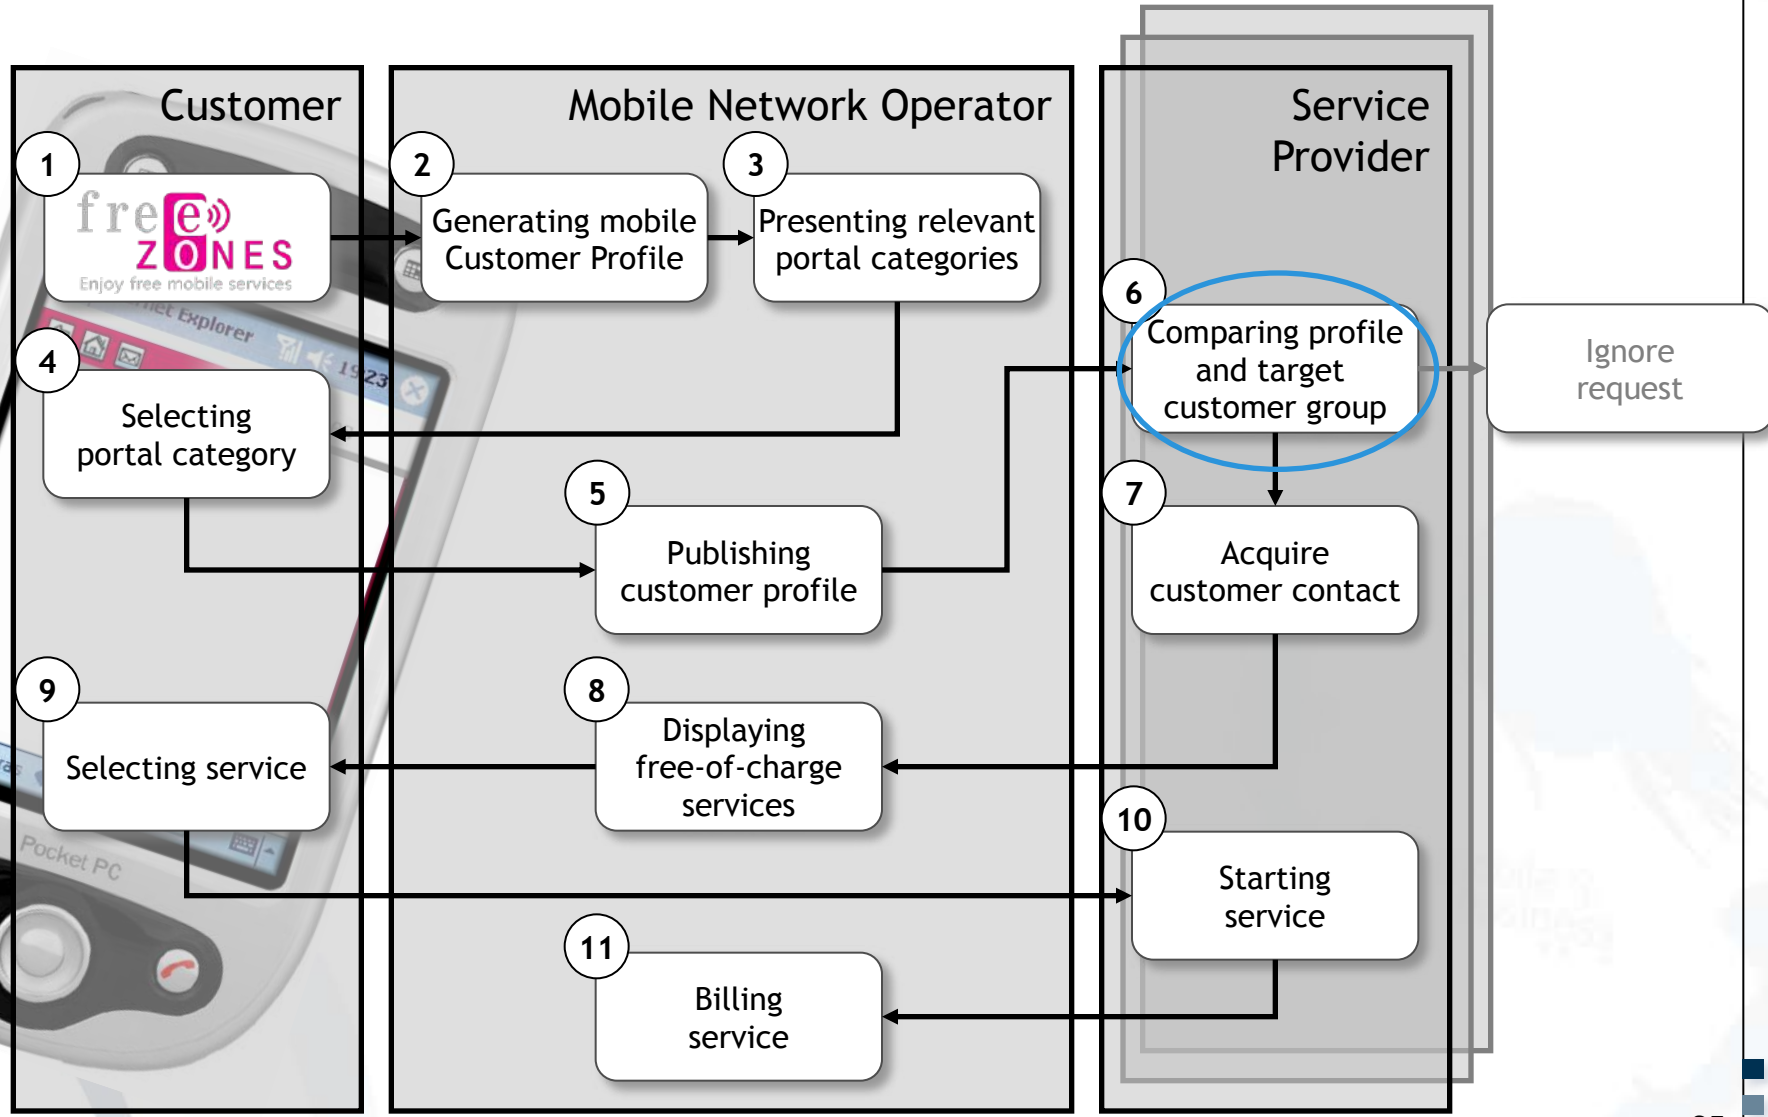 Customer
Mobile Network Operator
Service
Provider
1
free
ZONES
Enjoy free mobile services
2
Generating mobile
Customer Profile
3
Presenting relevant
portal categories
Explorer
19:23
4
Selecting
portal category
5
Publishing
customer profile
6
Comparing profile
and target
customer group
Ignore
request
7
Acquire
customer contact
8
Displaying
free-of-charge
services
9
Selecting service
Pocket PC
10
Starting
service
11
Billing
service